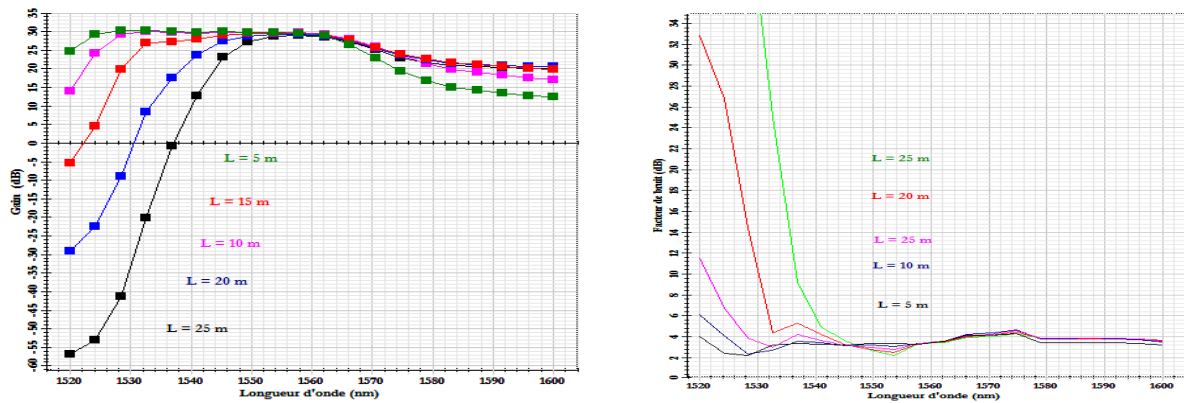 35
30
25
20
15
10
5
0
-5
-10
-15
-20
-25
-30
-35
-40
-45
-50
-55
-60
Gain (dB)
L = 5 m
L = 15 m
L = 10 m
L = 20 m
L = 25 m
1520 1530 1540 1550 1560 1570 1580 1590 1600
Longueur d'onde (nm)
34
32
30
28
26
24
22
20
18
16
14
12
10
8
6
4
2
0
Facteur de bruit (dB)
L = 25 m
L = 20 m
L = 25 m
L = 10 m
L = 5 m
1520 1530 1540 1550 1560 1570 1580 1590 1600
Longueur d'onde (nm)